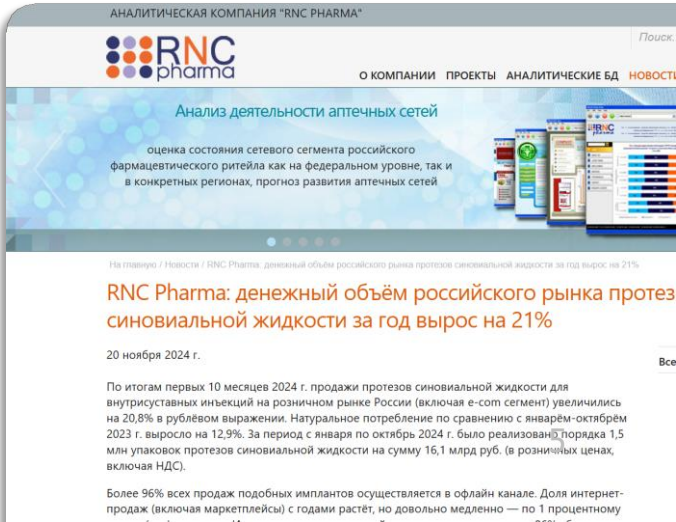 АНАЛИТИЧЕСКАЯ КОМПАНИЯ "RNC PHARMA"
RNC
pharma
Поиск:
О КОМПАНИИ ПРОЕКТЫ АНАЛИТИЧЕСКИЕ БД НОВОСТИ
Анализ деятельности аптечных сетей
оценка состояния сетевого сегмента российского
фармацевтического ритейла как на федеральном уровне, так и
в конкретных регионах, прогноз развития аптечных сетей
На главную / Новости / RNC Pharma: денежный объём российского рынка протезов синовиальной жидкости за год вырос на 21%
RNC Pharma: денежный объём российского рынка протез
синовиальной жидкости за год вырос на 21%
20 ноября 2024 г.
Все
По итогам первых 10 месяцев 2024 г. продажи протезов синовиальной жидкости для
внутрисуставных инъекций на розничном рынке России (включая e-com сегмент) увеличились
на 20,8% в рублёвом выражении. Натуральное потребление по сравнению с январём-октябрём
2023 г. выросло на 12,9%. За период с января по октябрь 2024 г. было реализовано порядка 1,5
млн упаковок протезов синовиальной жидкости на сумму 16,1 млрд руб. (в розничных ценах,
включая НДС).
5
Более 96% всех продаж подобных имплантов осуществляется в офлайн канале. Доля интернет-
продаж (включая маркетплейсы) с годами растёт, но довольно медленно — по 1 процентному